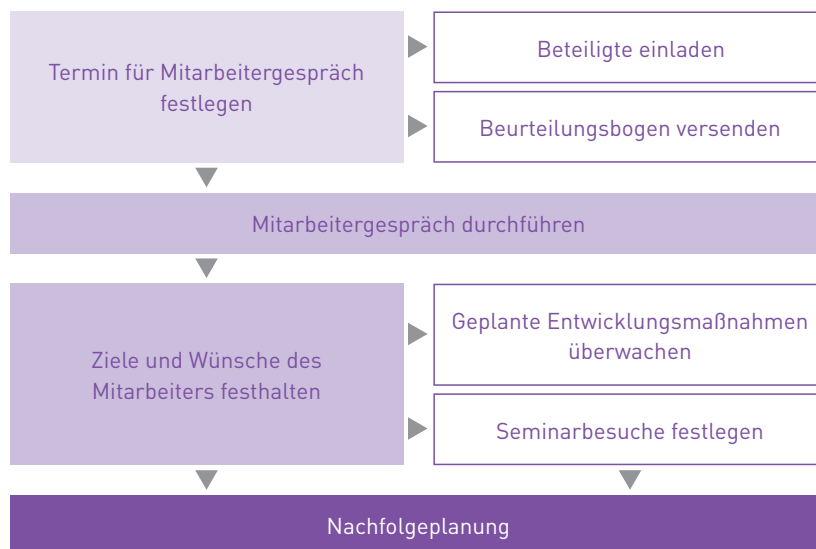 Termin für Mitarbeitergespräch
festlegen
Beteiligte einladen
Beurteilungsbogen versenden
Mitarbeitergespräch durchführen
Ziele und Wünsche des
Mitarbeiters festhalten
Geplante Entwicklungsmaßnahmen
überwachen
Seminarbesuche festlegen
Nachfolgeplanung